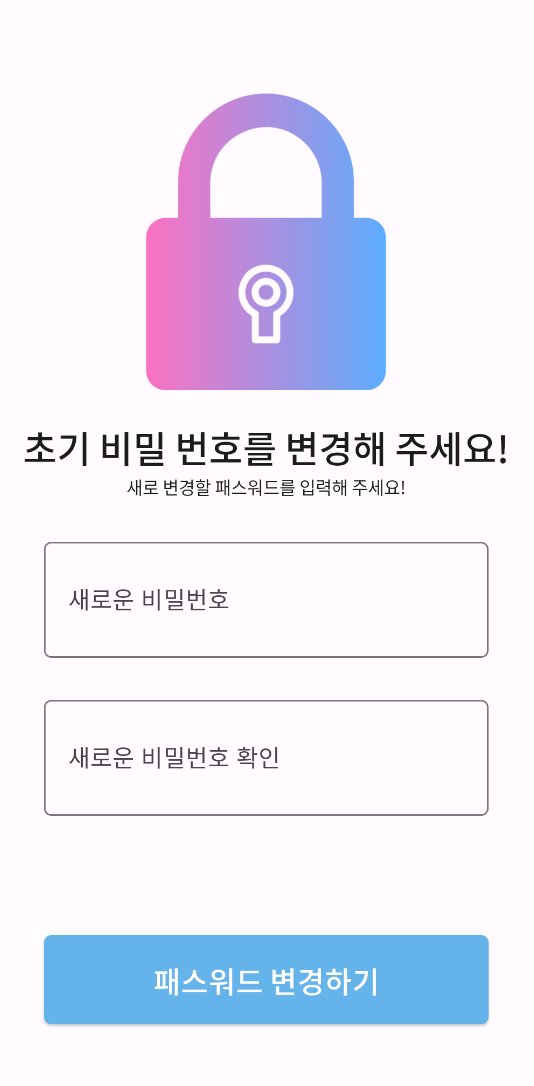 초기 비밀 번호를 변경해 주세요!
새로 변경할 패스워드를 입력해 주세요!
새로운 비밀번호
새로운 비밀번호 확인
패스워드 변경하기